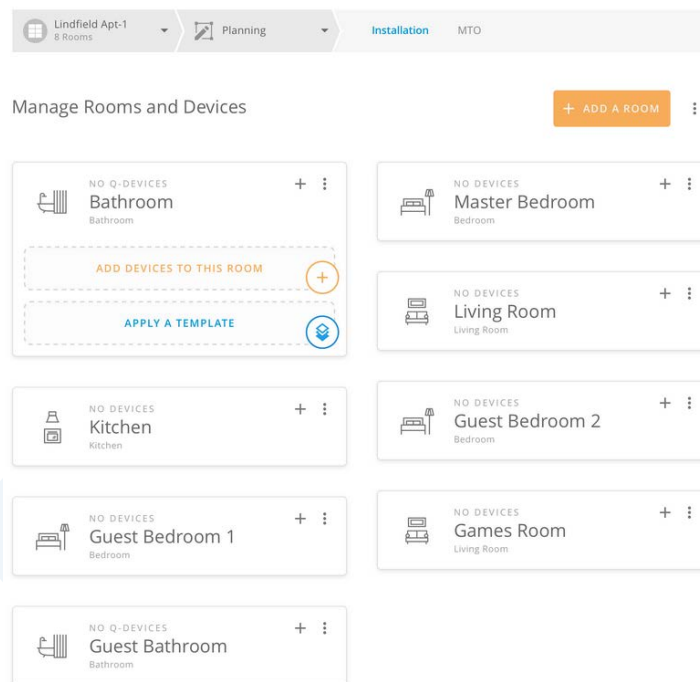 Lindfield Apt-1
8 Rooms
Planning
Installation
MTO
Manage Rooms and Devices
+ ADD A ROOM
NO Q-DEVICES
Bathroom
Bathroom
ADD DEVICES TO THIS ROOM
APPLY A TEMPLATE
NO DEVICES
Kitchen
Kitchen
NO DEVICES
Guest Bedroom 1
Bedroom
NO Q-DEVICES
Guest Bathroom
Bathroom
NO DEVICES
Master Bedroom
Bedroom
NO DEVICES
Living Room
Living Room
NO DEVICES
Guest Bedroom 2
Bedroom
NO DEVICES
Games Room
Living Room